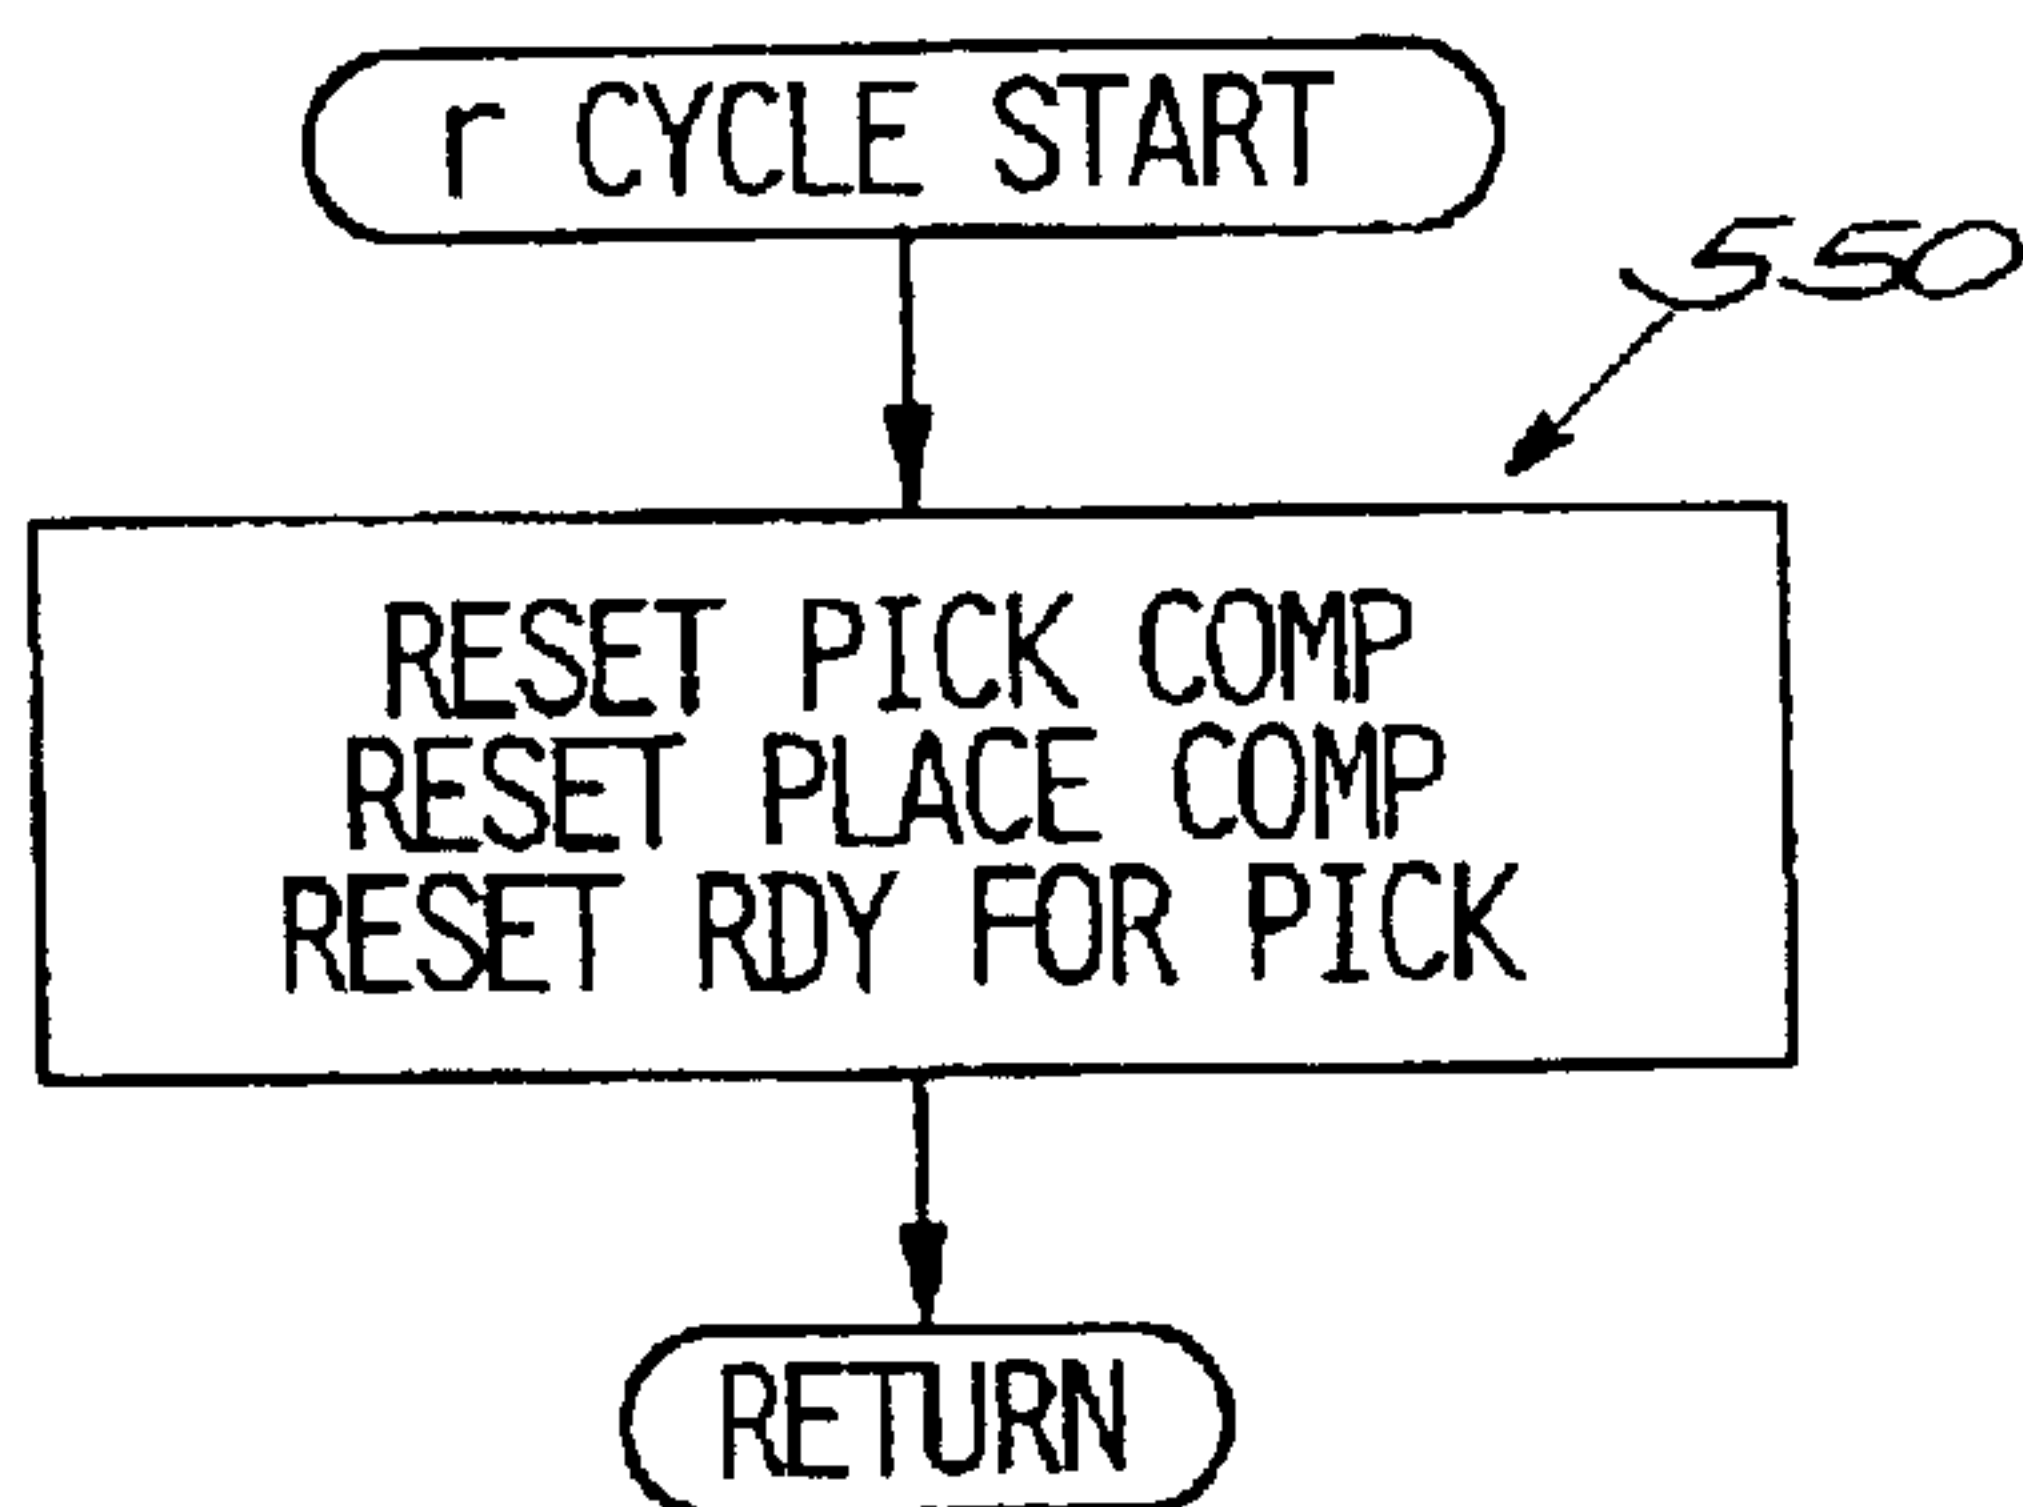 r CYCLE START
550
RESET PICK COMP
RESET PLACE COMP
RESET RDY FOR PICK
RETURN